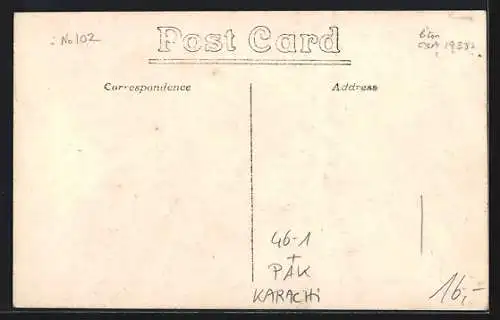 No 102
Post Card
Correspondence
Address
46-1
+
PAK
KARACHI
16,-